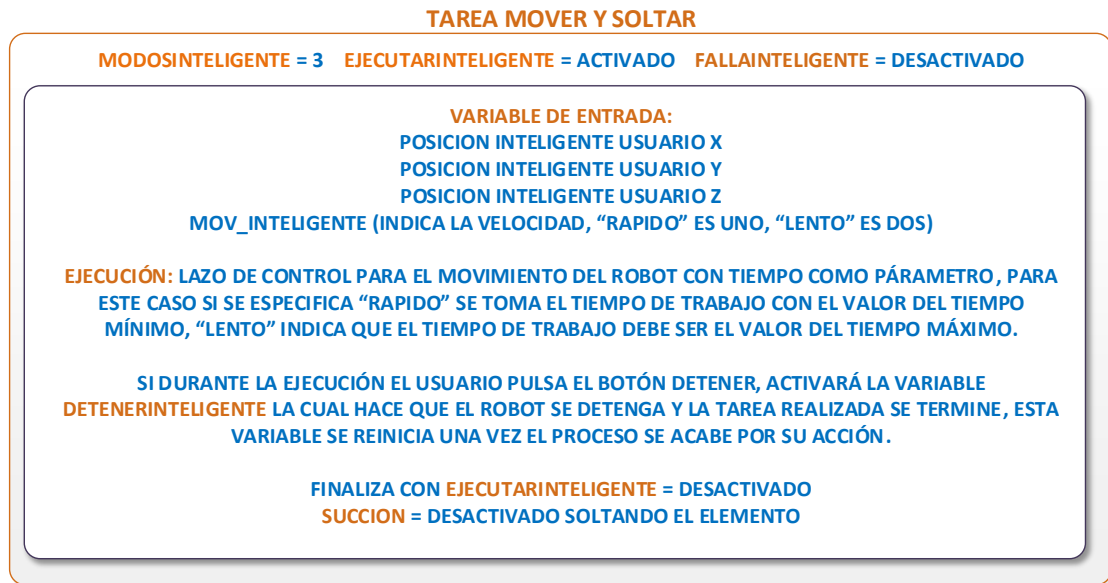 TAREA MOVER Y SOLTAR
MODOSINTELIGENTE = 3 EJECUTARINTELIGENTE = ACTIVADO FALLAINTELIGENTE = DESACTIVADO
VARIABLE DE ENTRADA:
POSICION INTELIGENTE USUARIO X
POSICION INTELIGENTE USUARIO Y
POSICION INTELIGENTE USUARIO Z
MOV_INTELIGENTE (INDICA LA VELOCIDAD, “RAPIDO” ES UNO, “LENTO” ES DOS)
EJECUCIÓN: LAZO DE CONTROL PARA EL MOVIMIENTO DEL ROBOT CON TIEMPO COMO PÁRAMETRO, PARA
ESTE CASO SI SE ESPECIFICA “RAPIDO” SE TOMA EL TIEMPO DE TRABAJO CON EL VALOR DEL TIEMPO
MÍNIMO, “LENTO” INDICA QUE EL TIEMPO DE TRABAJO DEBE SER EL VALOR DEL TIEMPO MÁXIMO.
SI DURANTE LA EJECUCIÓN EL USUARIO PULSA EL BOTÓN DETENER, ACTIVARÁ LA VARIABLE
DETENERINTELIGENTE LA CUAL HACE QUE EL ROBOT SE DETENGA Y LA TAREA REALIZADA SE TERMINE, ESTA
VARIABLE SE REINICIA UNA VEZ EL PROCESO SE ACABE POR SU ACCIÓN.
FINALIZA CON EJECUTARINTELIGENTE = DESACTIVADO
SUCCION = DESACTIVADO SOLTANDO EL ELEMENTO